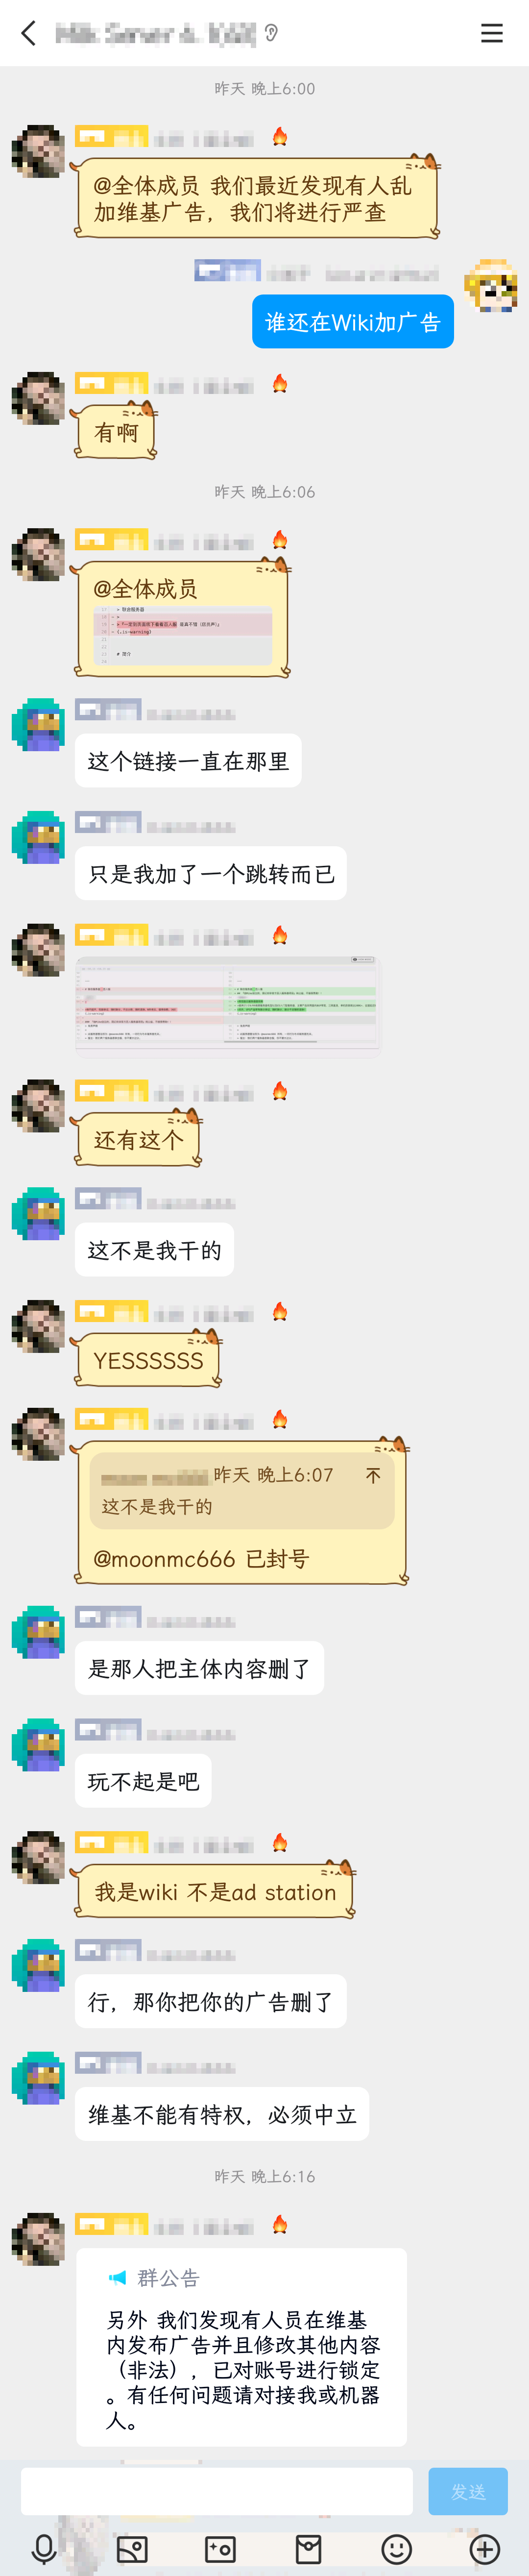 昨天 晚上6:00
@全体成员 我们最近发现有人乱
加维基广告，我们将进行严查
谁还在Wiki加广告
有啊
昨天 晚上6:06
@全体成员
这个链接一直在那里
只是我加了一个跳转而已
还有这个
这不是我干的
YESSSSSS
昨天 晚上6:07
这不是我干的
@moonmc666 已封号
是那人把主体内容删了
玩不起是吧
我是wiki 不是ad station
行，那你把你的广告删了
维基不能有特权，必须中立
昨天 晚上6:16
群公告
另外 我们发现有人员在维基
内发布广告并且修改其他内容
（非法），已对账号进行锁定
。有任何问题请对接我或机器
人。
发送